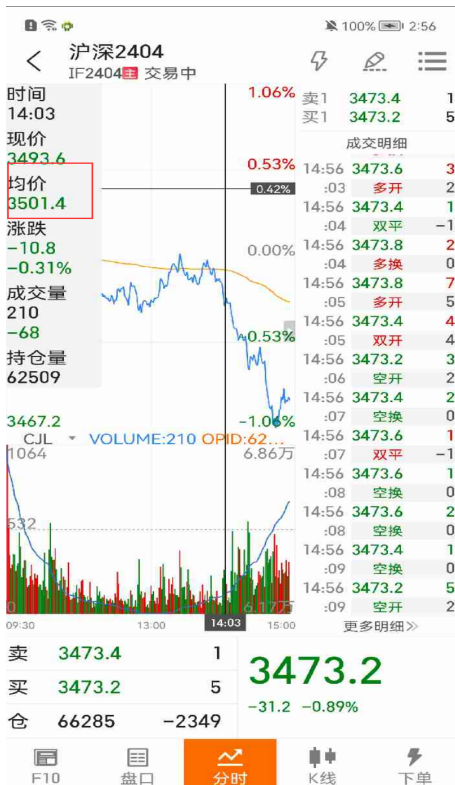 100% 2:56
沪深2404
IF2404主 交易中
时间
14:03
现价
3493.6
均价
3501.4
涨跌
-10.8
-0.31%
成交量
210
-68
持仓量
62509
3467.2
1.06%
0.53%
0.42%
0.00%
-0.53%
-1.06%
CJL VOLUME:210 OPID:62...
1064 6.86万
532
0 6.17万
09:30 13:00 14:03 15:00
卖1 3473.4 1
买1 3473.2 5
成交明细
14:56 3473.6 3
:03 多开 2
14:56 3473.4 1
:04 双平 -1
14:56 3473.8 2
:04 多换 0
14:56 3473.8 7
:05 多开 5
14:56 3473.4 4
:05 双开 4
14:56 3473.2 3
:06 空开 2
14:56 3473.4 2
:07 空换 0
14:56 3473.6 1
:07 双平 -1
14:56 3473.6 1
:08 空换 0
14:56 3473.6 2
:08 空换 0
14:56 3473.4 1
:09 空换 0
14:56 3473.2 5
:09 空开 2
更多明细>>
卖 3473.4 1
买 3473.2 5
仓 66285 -2349
3473.2
-31.2 -0.89%
F10 盘口 分时 K线 下单